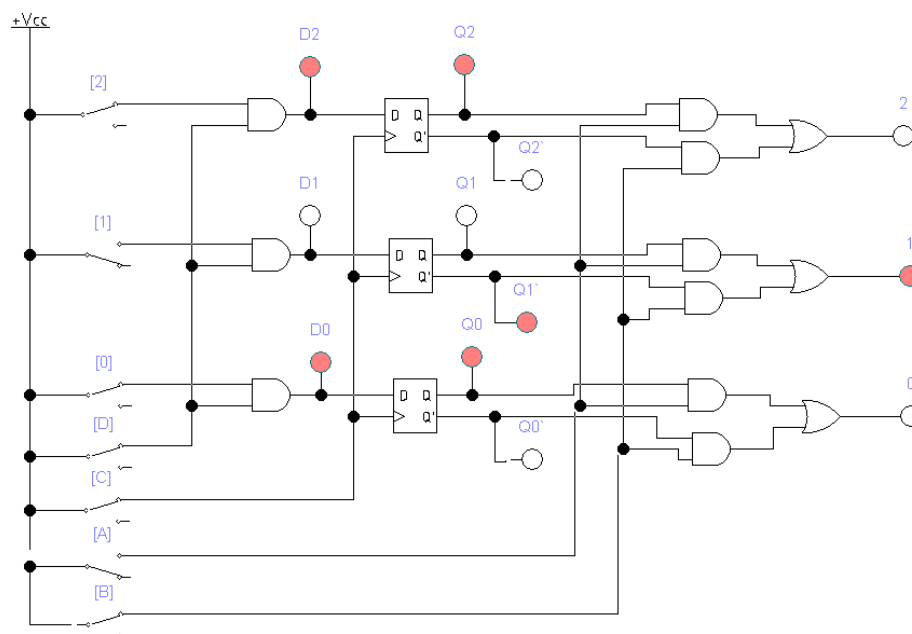 +Vcc
D2
Q2
[2]
2
D Q
Q'
Q2`
D1
Q1
[1]
1
D Q
Q'
Q1`
D0
Q0
[0]
0
D Q
Q'
[D]
Q0`
[C]
[A]
[B]